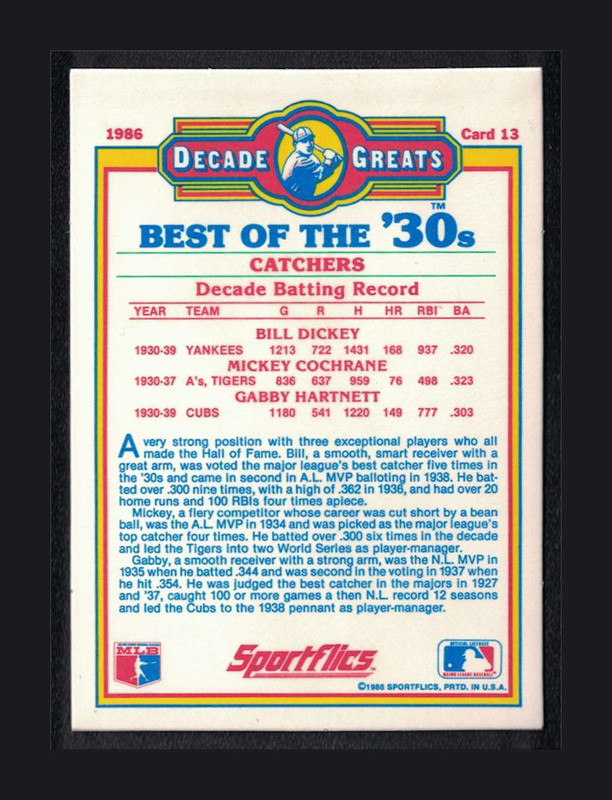 1986
Card 13
DECADE GREATS
BEST OF THE '30s™
CATCHERS
Decade Batting Record
YEAR TEAM G R H HR RBI BA
BILL DICKEY
1930-39 YANKEES 1213 722 1431 168 937 .320
MICKEY COCHRANE
1930-37 A's, TIGERS 836 637 959 76 498 .323
GABBY HARTNETT
1930-39 CUBS 1180 541 1220 149 777 .303
A very strong position with three exceptional players who all
made the Hall of Fame. Bill, a smooth, smart receiver with a
great arm, was voted the major league's best catcher five times in
the '30s and came in second in A.L. MVP balloting in 1938. He bat-
ted over .300 nine times, with a high of .362 in 1936, and had over 20
home runs and 100 RBIs four times apiece.
Mickey, a fiery competitor whose career was cut short by a bean
ball, was the A.L. MVP in 1934 and was picked as the major league's
top catcher four times. He batted over .300 six times in the decade
and led the Tigers into two World Series as player-manager.
Gabby, a smooth receiver with a strong arm, was the N.L. MVP in
1935 when he batted .344 and was second in the voting in 1937 when
he hit .354. He was judged the best catcher in the majors in 1927
and '37, caught 100 or more games a then N.L. record 12 seasons
and led the Cubs to the 1938 pennant as player-manager.
MLB
Sportflics
OFFICIAL LICENSEE
MAJOR LEAGUE BASEBALL
©1986 SPORTFLICS, PRTD. IN U.S.A.